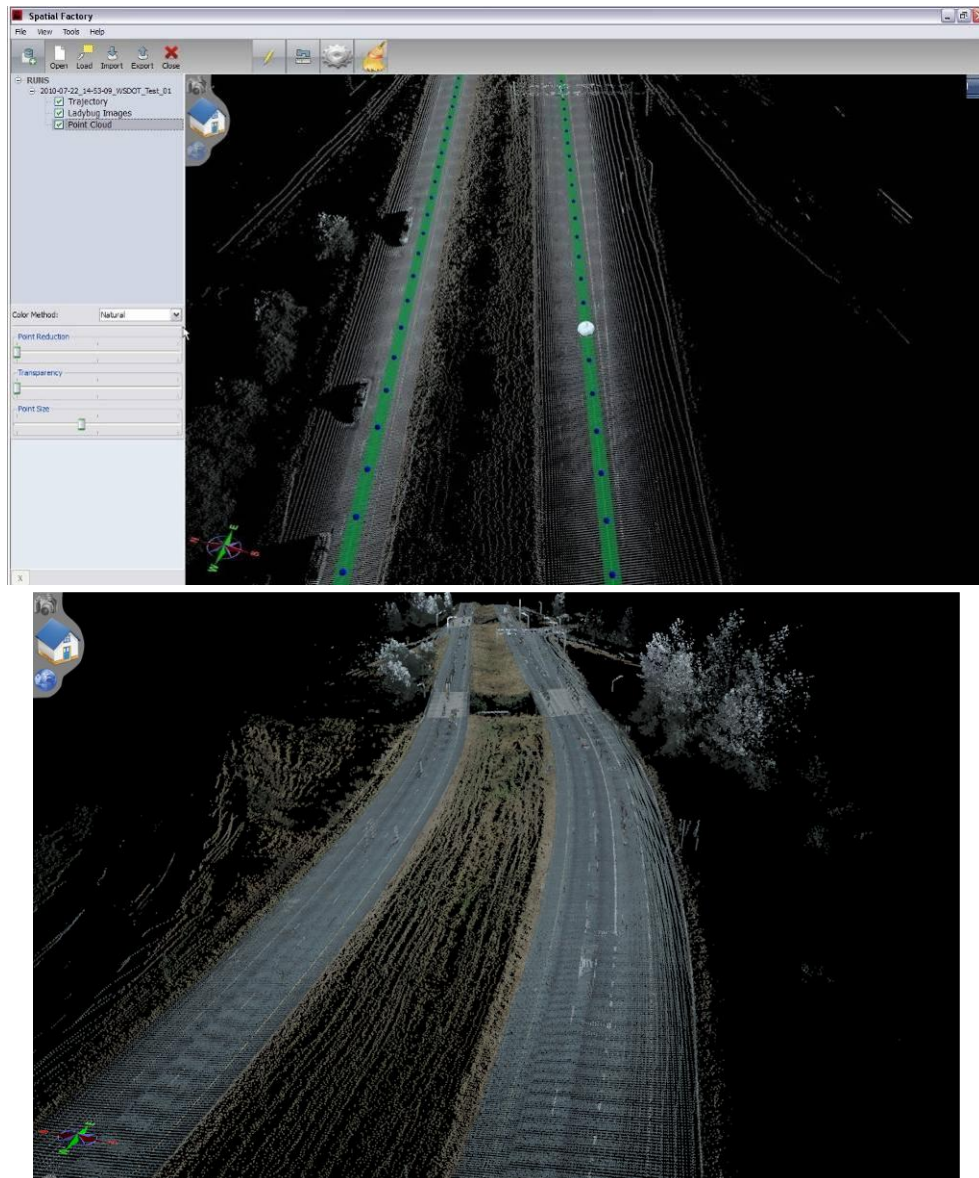 Spatial Factory
File View Tools Help
Open Load Import Export Close
RUNS
2010-07-22_14-53-09_WSDOT_Test_01
Trajectory
Ladybug Images
Point Cloud
Color Method: Natural
Point Reduction
Transparency
Point Size
N E
W S
X